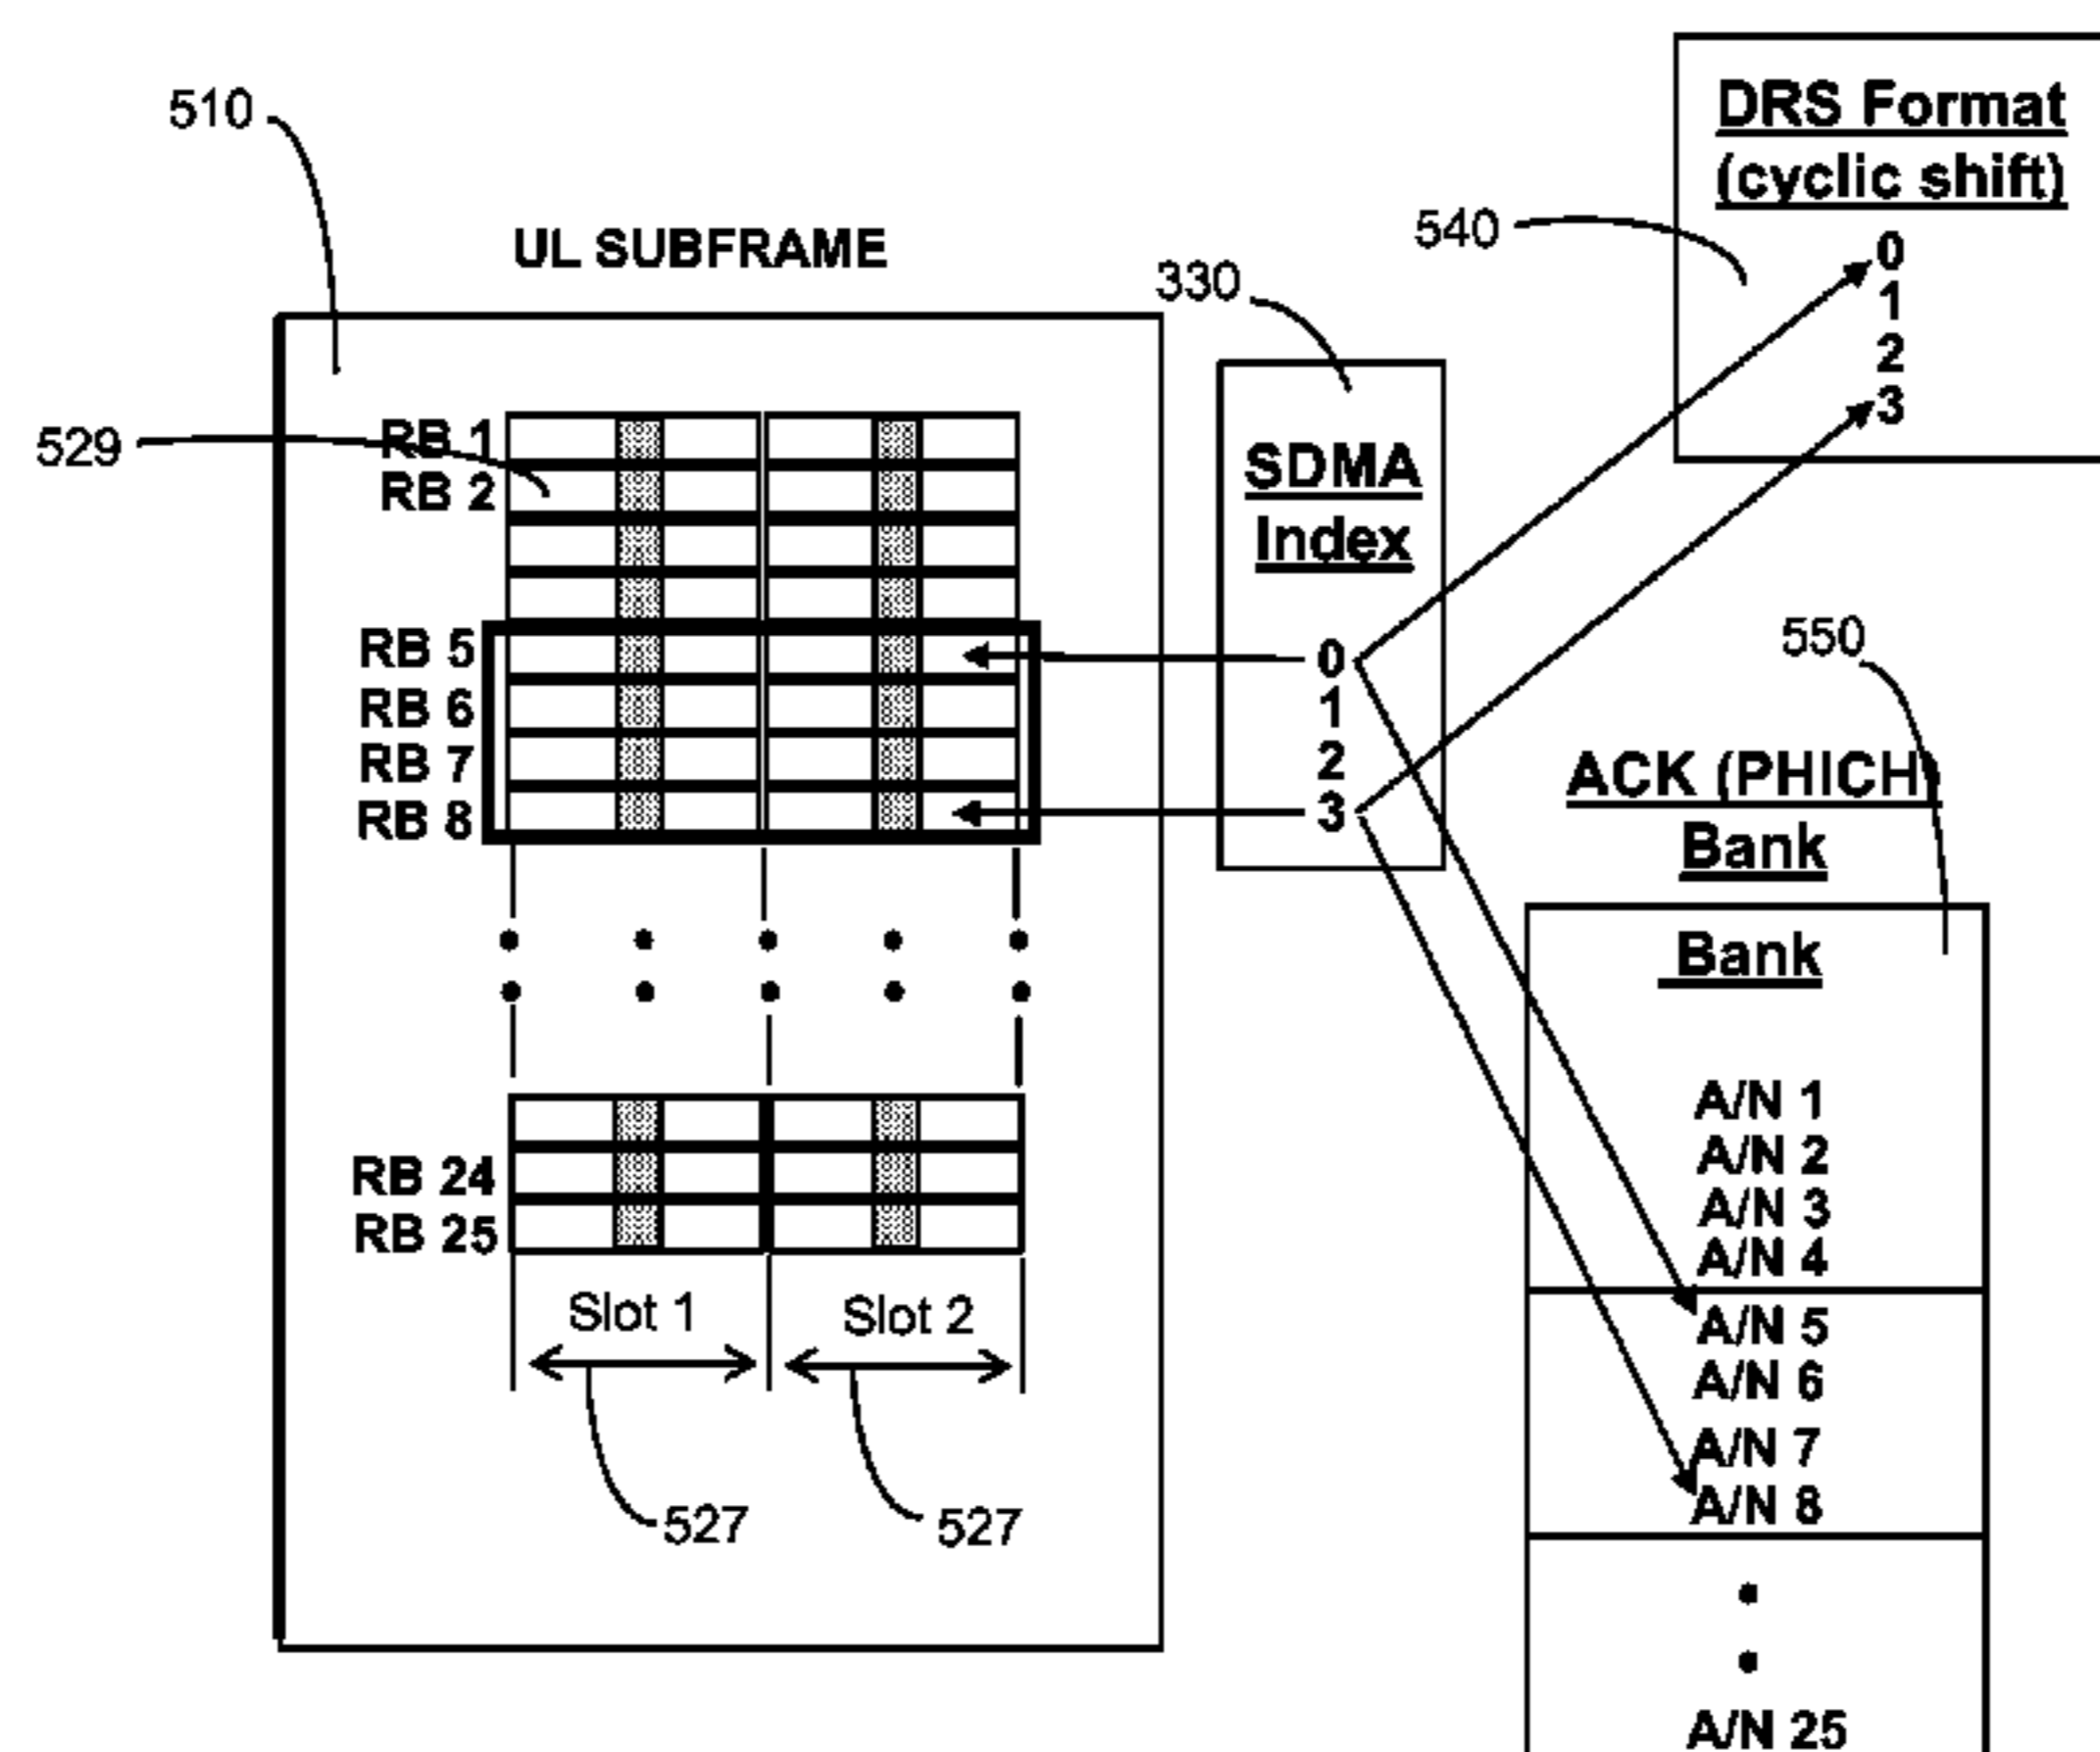 510
UL SUBFRAME
529
RB 1
RB 2
RB 5
RB 6
RB 7
RB 8
RB 24
RB 25
Slot 1
Slot 2
527
527
330
SDMA
Index
0
1
2
3
DRS Format
(cyclic shift)
540
0
1
2
3
550
ACK (PHICH)
Bank
Bank
A/N 1
A/N 2
A/N 3
A/N 4
A/N 5
A/N 6
A/N 7
A/N 8
A/N 25